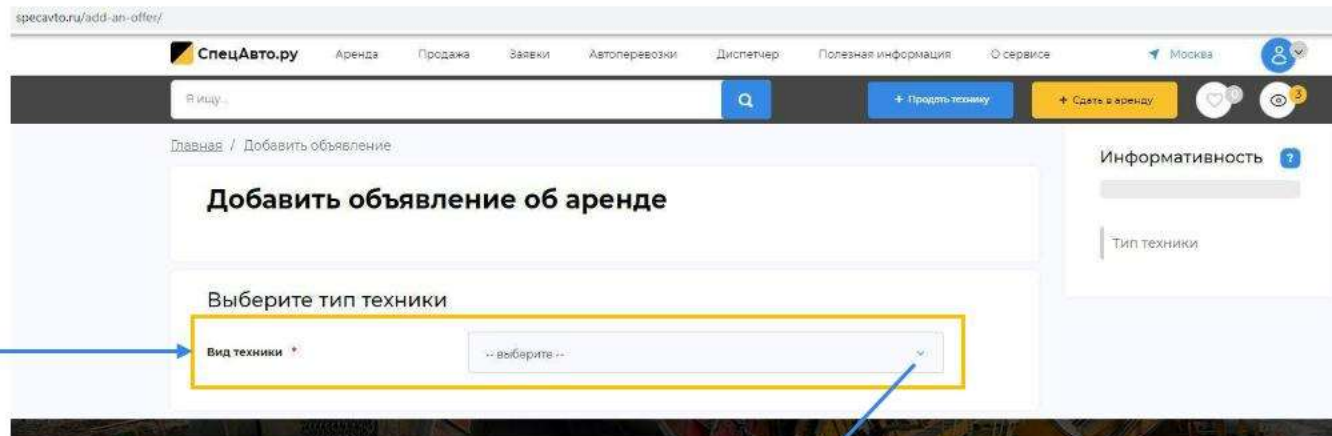 specavto.ru/add-an-offer/
СпецАвто.ру Аренда Продажа Заявки Автоперевозки Диспетчер Полезная информация О сервисе Москва
Я ищу... + Продать технику + Сдать в аренду 0 3
Главная / Добавить объявление
Информативность ?
Добавить объявление об аренде
Тип техники
Выберите тип техники
Вид техники * -- выберите --